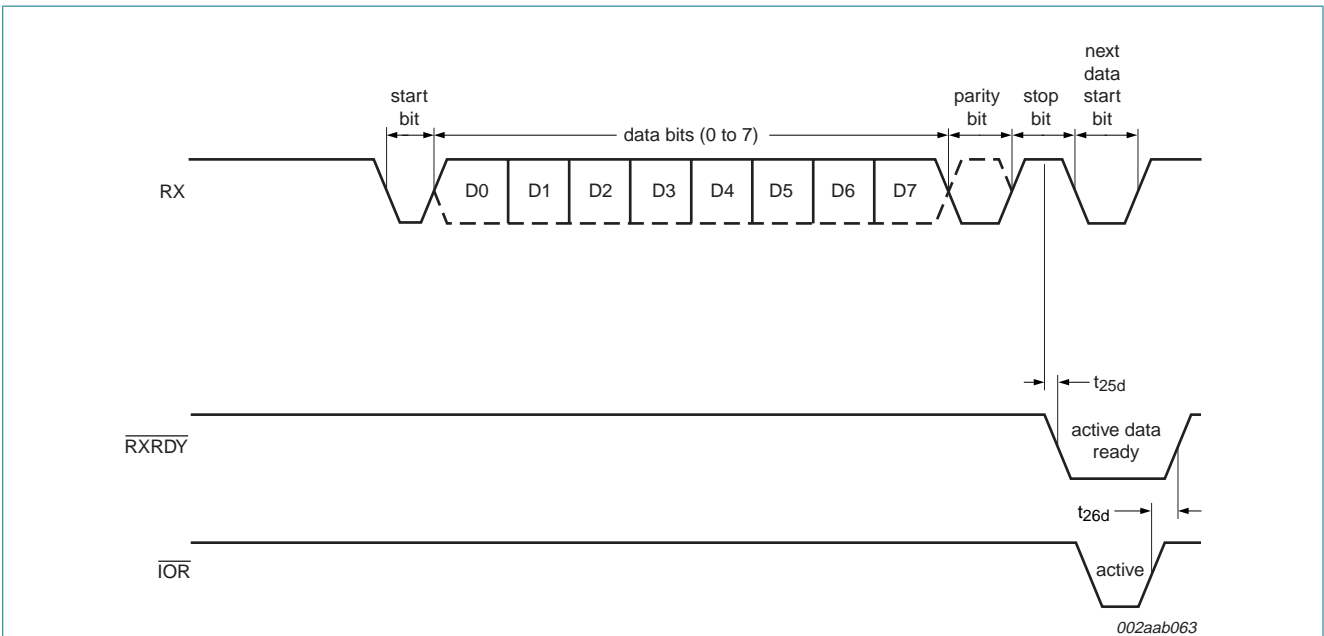 start
bit
data bits (0 to 7)
parity
bit
stop
bit
next
data
start
bit
RX
D0 D1 D2 D3 D4 D5 D6 D7
t25d
RXRDY
active data
ready
t26d
IOR
active
002aab063